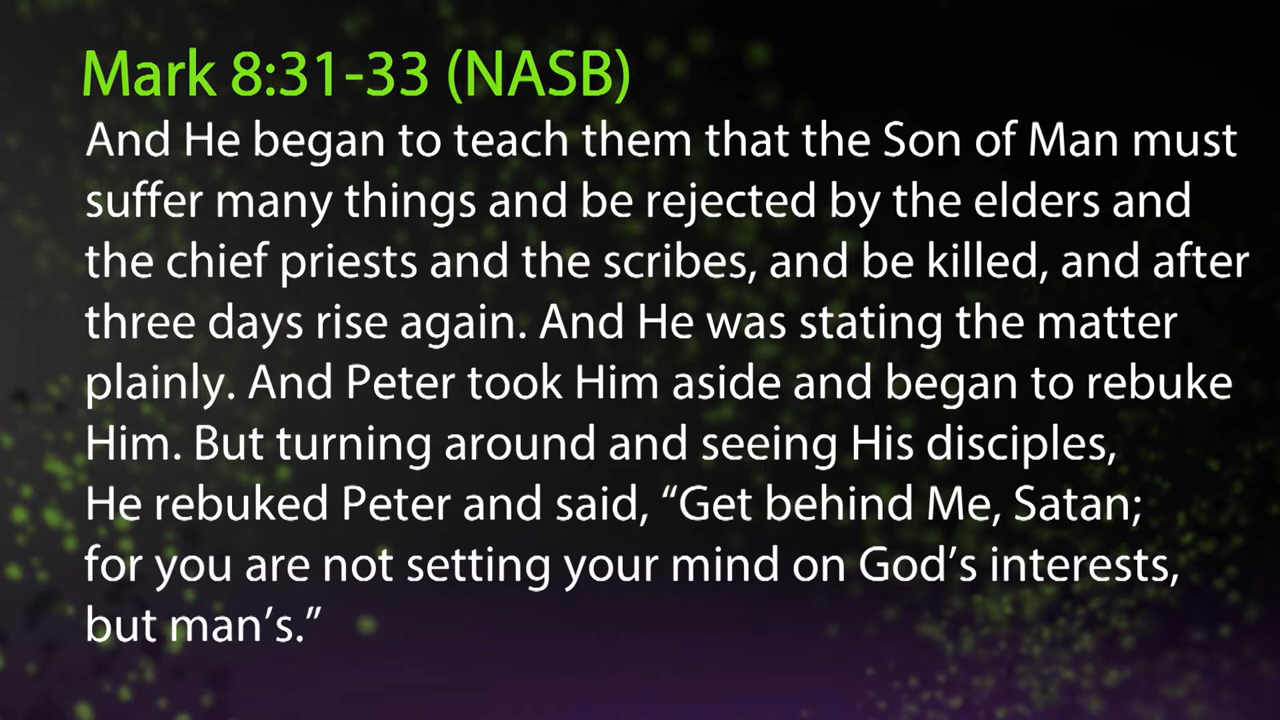 Mark 8:31-33 (NASB)
And He began to teach them that the Son of Man must
suffer many things and be rejected by the elders and
the chief priests and the scribes, and be killed, and after
three days rise again. And He was stating the matter
plainly. And Peter took Him aside and began to rebuke
Him. But turning around and seeing His disciples,
He rebuked Peter and said, “Get behind Me, Satan;
for you are not setting your mind on God’s interests,
but man’s.”